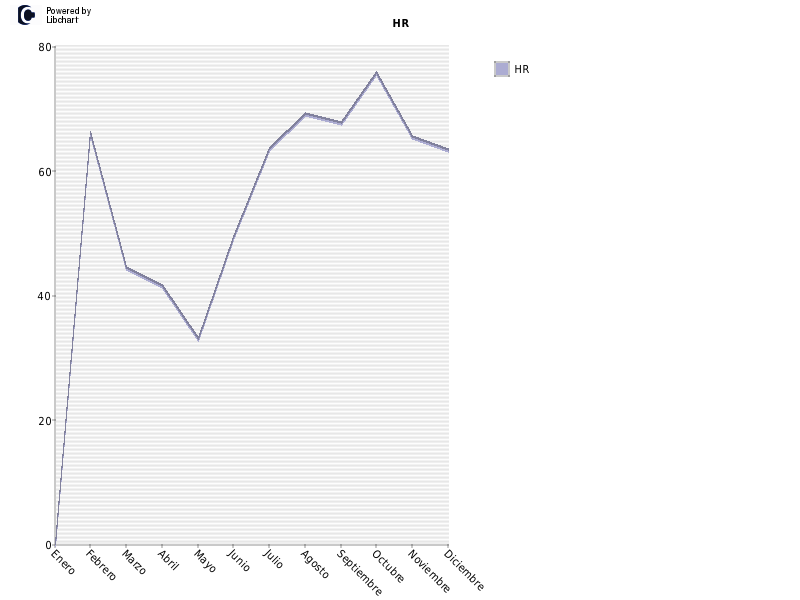 Powered by
Libchart
HR
HR
80
60
40
20
0
Enero
Febrero
Marzo
Abril
Mayo
Junio
Julio
Agosto
Septiembre
Octubre
Noviembre
Diciembre